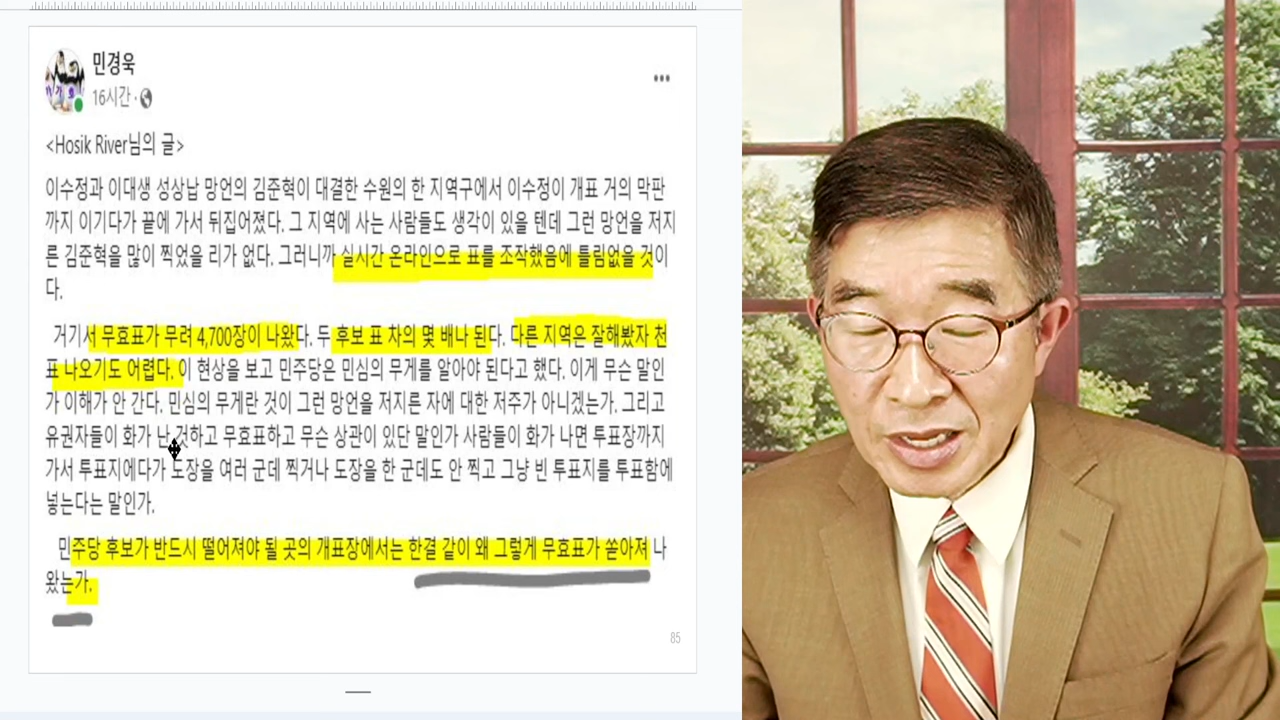 민경욱
16시간 ·
<Hosik River님의 글>
이수정과 이대생 성상납 망언의 김준혁이 대결한 수원의 한 지역구에서 이수정이 개표 거의 막판
까지 이기다가 끝에 가서 뒤집어졌다. 그 지역에 사는 사람들도 생각이 있을 텐데 그런 망언을 저지
른 김준혁을 많이 찍었을 리가 없다. 그러니까 실시간 온라인으로 표를 조작했음에 틀림없을 것이
다.
거기서 무효표가 무려 4,700장이 나왔다. 두 후보 표 차의 몇 배나 된다. 다른 지역은 잘해봤자 천
표 나오기도 어렵다. 이 현상을 보고 민주당은 민심의 무게를 알아야 된다고 했다. 이게 무슨 말인
가 이해가 안 간다. 민심의 무게란 것이 그런 망언을 저지른 자에 대한 저주가 아니겠는가. 그리고
유권자들이 화가 난 것하고 무효표하고 무슨 상관이 있단 말인가 사람들이 화가 나면 투표장까지
가서 투표지에다가 도장을 여러 군데 찍거나 도장을 한 군데도 안 찍고 그냥 빈 투표지를 투표함에
넣는다는 말인가.
민주당 후보가 반드시 떨어져야 될 곳의 개표장에서는 한결 같이 왜 그렇게 무효표가 쏟아져 나
왔는가.
85